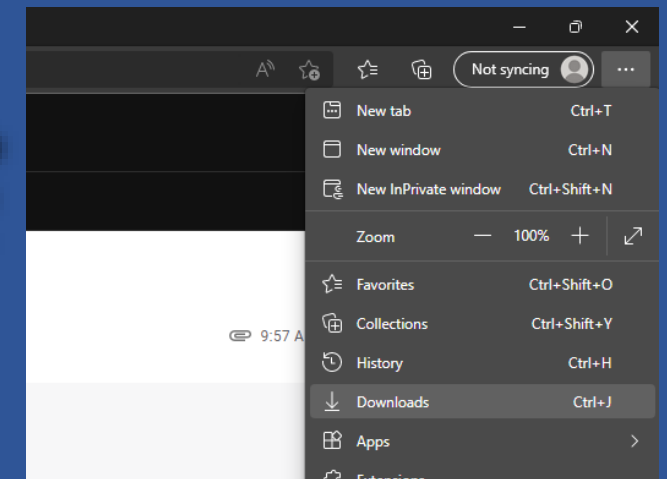 Not syncing
New tab Ctrl+T
New window Ctrl+N
New InPrivate window Ctrl+Shift+N
Zoom 100%
Favorites Ctrl+Shift+O
Collections Ctrl+Shift+Y
9:57 A
History Ctrl+H
Downloads Ctrl+J
Apps
Extensions